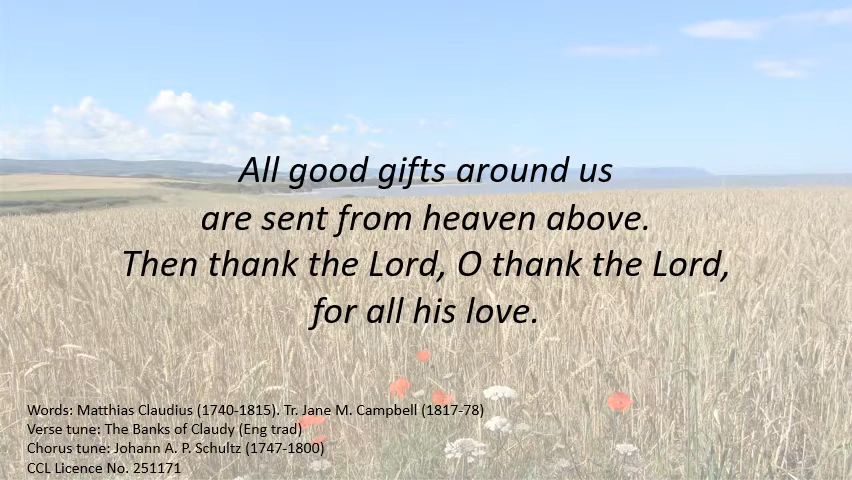 All good gifts around us
are sent from heaven above.
Then thank the Lord, O thank the Lord,
for all his love.
Words: Matthias Claudius (1740-1815). Tr. Jane M. Campbell (1817-78)
Verse tune: The Banks of Claudy (Eng trad)
Chorus tune: Johann A. P. Schultz (1747-1800)
CCL Licence No. 251171